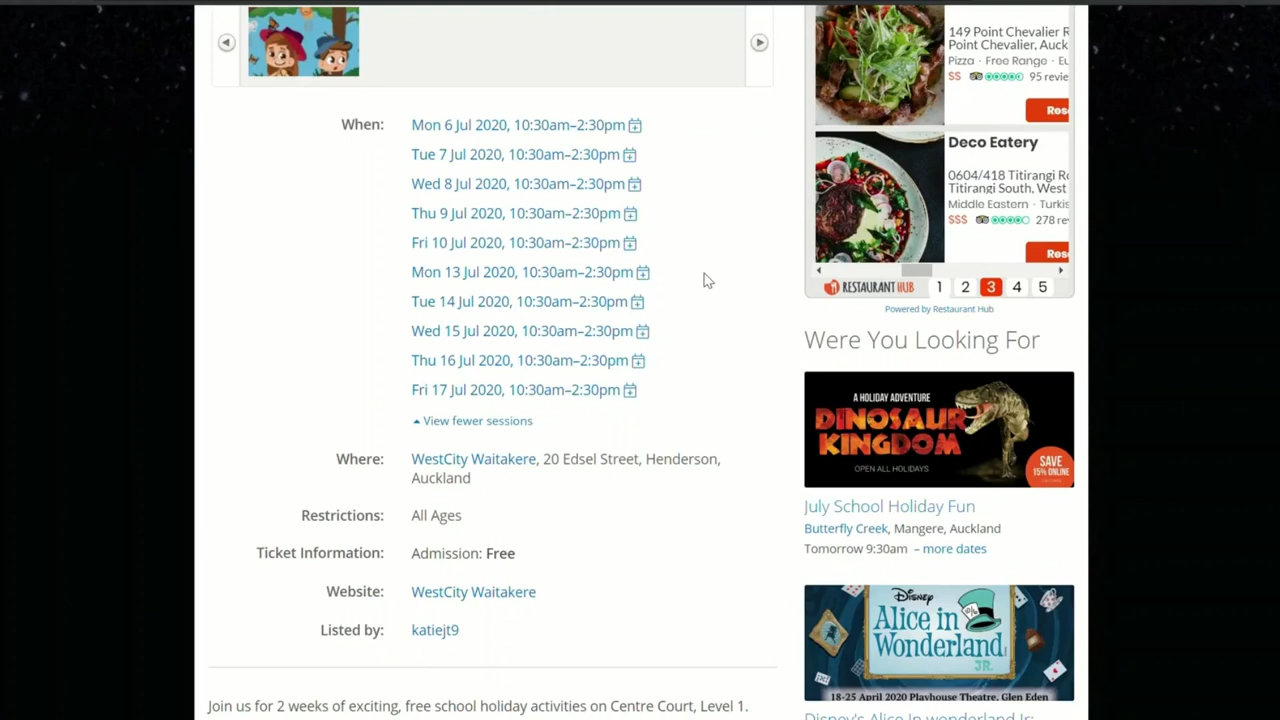 When:
Mon 6 Jul 2020, 10:30am–2:30pm
Tue 7 Jul 2020, 10:30am–2:30pm
Wed 8 Jul 2020, 10:30am–2:30pm
Thu 9 Jul 2020, 10:30am–2:30pm
Fri 10 Jul 2020, 10:30am–2:30pm
Mon 13 Jul 2020, 10:30am–2:30pm
Tue 14 Jul 2020, 10:30am–2:30pm
Wed 15 Jul 2020, 10:30am–2:30pm
Thu 16 Jul 2020, 10:30am–2:30pm
Fri 17 Jul 2020, 10:30am–2:30pm
View fewer sessions
Where: WestCity Waitakere, 20 Edsel Street, Henderson,
Auckland
Restrictions: All Ages
Ticket Information: Admission: Free
Website: WestCity Waitakere
Listed by: katiejt9
Join us for 2 weeks of exciting, free school holiday activities on Centre Court, Level 1.
149 Point Chevalier R
Point Chevalier, Auck
Pizza · Free Range · Eu
$$ 95 revie
Res
Deco Eatery
0604/418 Titirangi Ro
Titirangi South, West
Middle Eastern · Turkis
$$$ 278 re
Res
RESTAURANT HUB 1 2 3 4 5
Powered by Restaurant Hub
Were You Looking For
A HOLIDAY ADVENTURE
DINOSAUR
KINGDOM
OPEN ALL HOLIDAYS
SAVE
15% ONLINE
July School Holiday Fun
Butterfly Creek, Mangere, Auckland
Tomorrow 9:30am – more dates
Disney
Alice in
Wonderland
JR.
18-25 April 2020 Playhouse Theatre, Glen Eden
Disney's Alice In wonderland Jr: